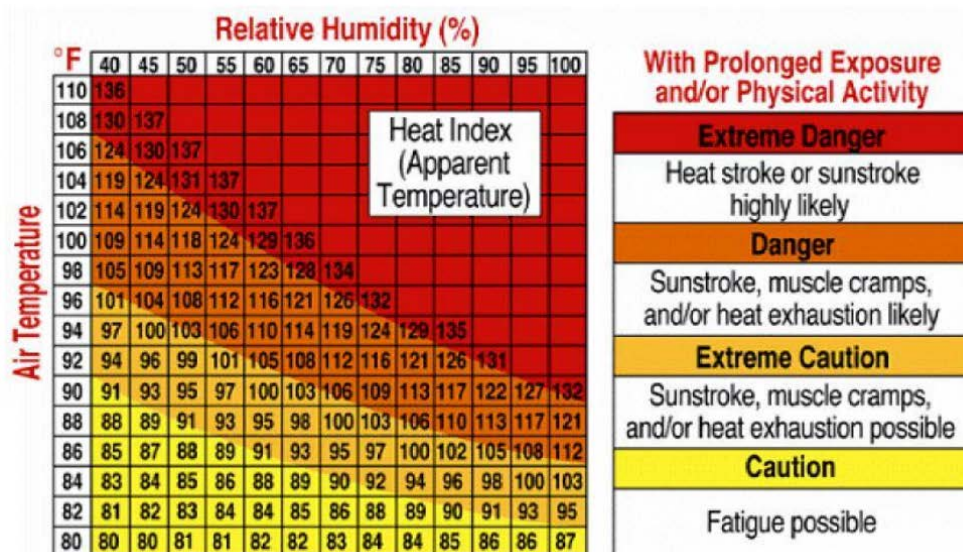 Relative Humidity (%)
°F 40 45 50 55 60 65 70 75 80 85 90 95 100
110 136
108 130 137
106 124 130 137
104 119 124 131 137
102 114 119 124 130 137
100 109 114 118 124 129 136
98 105 109 113 117 123 128 134
96 101 104 108 112 116 121 126 132
94 97 100 103 106 110 114 119 124 129 135
92 94 96 99 101 105 108 112 116 121 126 131
90 91 93 95 97 100 103 106 109 113 117 122 127 132
88 88 89 91 93 95 98 100 103 106 110 113 117 121
86 85 87 88 89 91 93 95 97 100 102 105 108 112
84 83 84 85 86 88 89 90 92 94 96 98 100 103
82 81 82 83 84 84 85 86 88 89 90 91 93 95
80 80 80 81 81 82 82 83 84 84 85 86 86 87
Air Temperature
Heat Index
(Apparent
Temperature)
With Prolonged Exposure
and/or Physical Activity
Extreme Danger
Heat stroke or sunstroke
highly likely
Danger
Sunstroke, muscle cramps,
and/or heat exhaustion likely
Extreme Caution
Sunstroke, muscle cramps,
and/or heat exhaustion possible
Caution
Fatigue possible